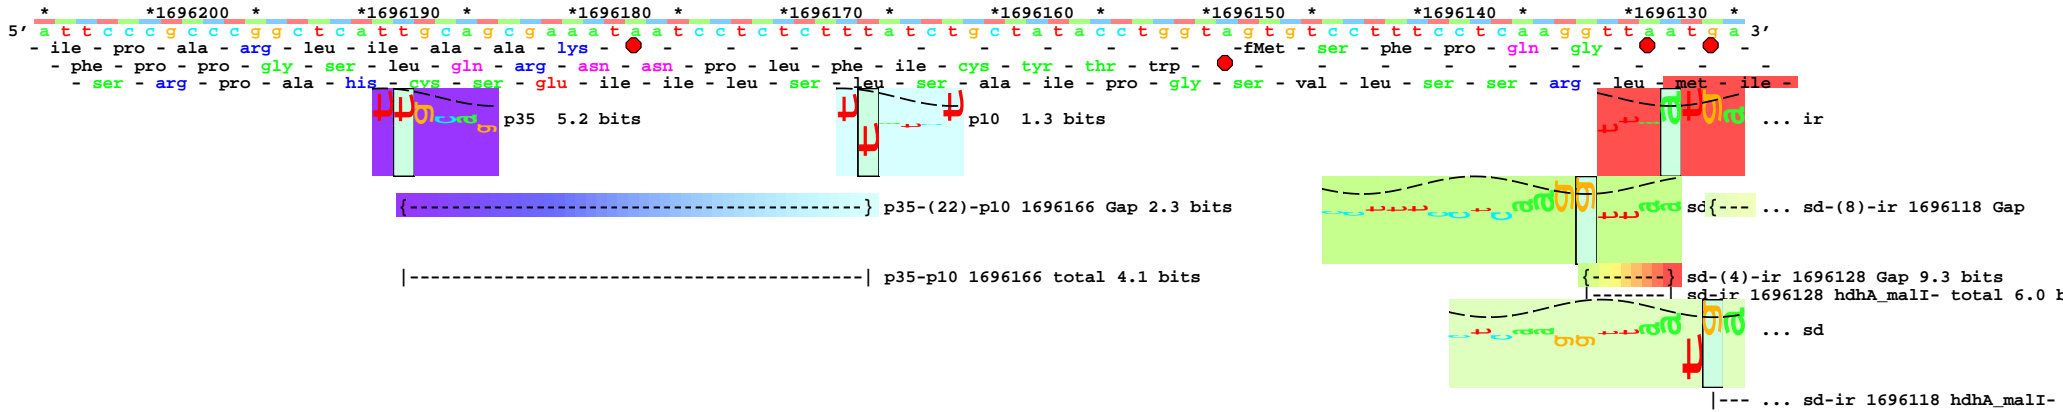 * *1696200 * *1696190 * *1696180 * *1696170 * *1696160 * *1696150 * *1696140 * *1696130 *
5' a t t c c c g c c c g g c t c a t t g c a g c g a a a t a a t c c t c t c t t t a t c t g c t a t a c c t g g t a g t g t c c t t t c c t c a a g g t t a a t g a 3'
- ile - pro - ala - arg - leu - ile - ala - ala - lys - - - - - - - - - -fMet - ser - phe - pro - gln - gly - - -
- phe - pro - pro - gly - ser - leu - gln - arg - asn - asn - pro - leu - phe - ile - cys - tyr - thr - trp - - - - - - - - - -
- ser - arg - pro - ala - his - cys - ser - glu - ile - ile - leu - ser - leu - ser - ala - ile - pro - gly - ser - val - leu - ser - ser - arg - leu - met - ile -
t t g c a g p35 5.2 bits t t t c t p10 1.3 bits t t a t g a ... ir
{----------------------} p35-(22)-p10 1696166 Gap 2.3 bits sd {--- ... sd-(8)-ir 1696118 Gap
|----------------------| p35-p10 1696166 total 4.1 bits {-------} sd-(4)-ir 1696128 Gap 9.3 bits
|-------| sd-ir 1696128 hdhA_malI- total 6.0 b
... sd
|--- ... sd-ir 1696118 hdhA_malI-